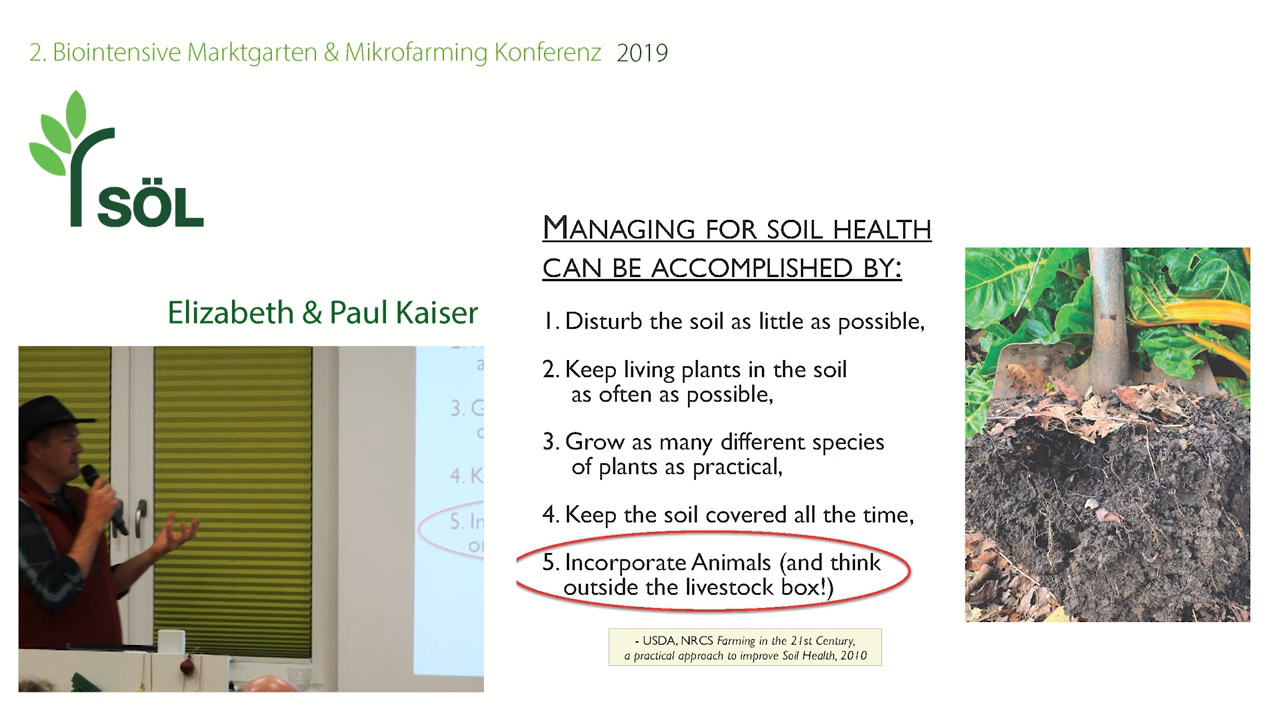 2. Biointensive Marktgarten & Mikrofarming Konferenz 2019
SÖL
Elizabeth & Paul Kaiser
MANAGING FOR SOIL HEALTH
CAN BE ACCOMPLISHED BY:
1. Disturb the soil as little as possible,
2. Keep living plants in the soil
as often as possible,
3. Grow as many different species
of plants as practical,
4. Keep the soil covered all the time,
5. Incorporate Animals (and think
outside the livestock box!)
- USDA, NRCS Farming in the 21st Century,
a practical approach to improve Soil Health, 2010
3. G
4. K
5. In